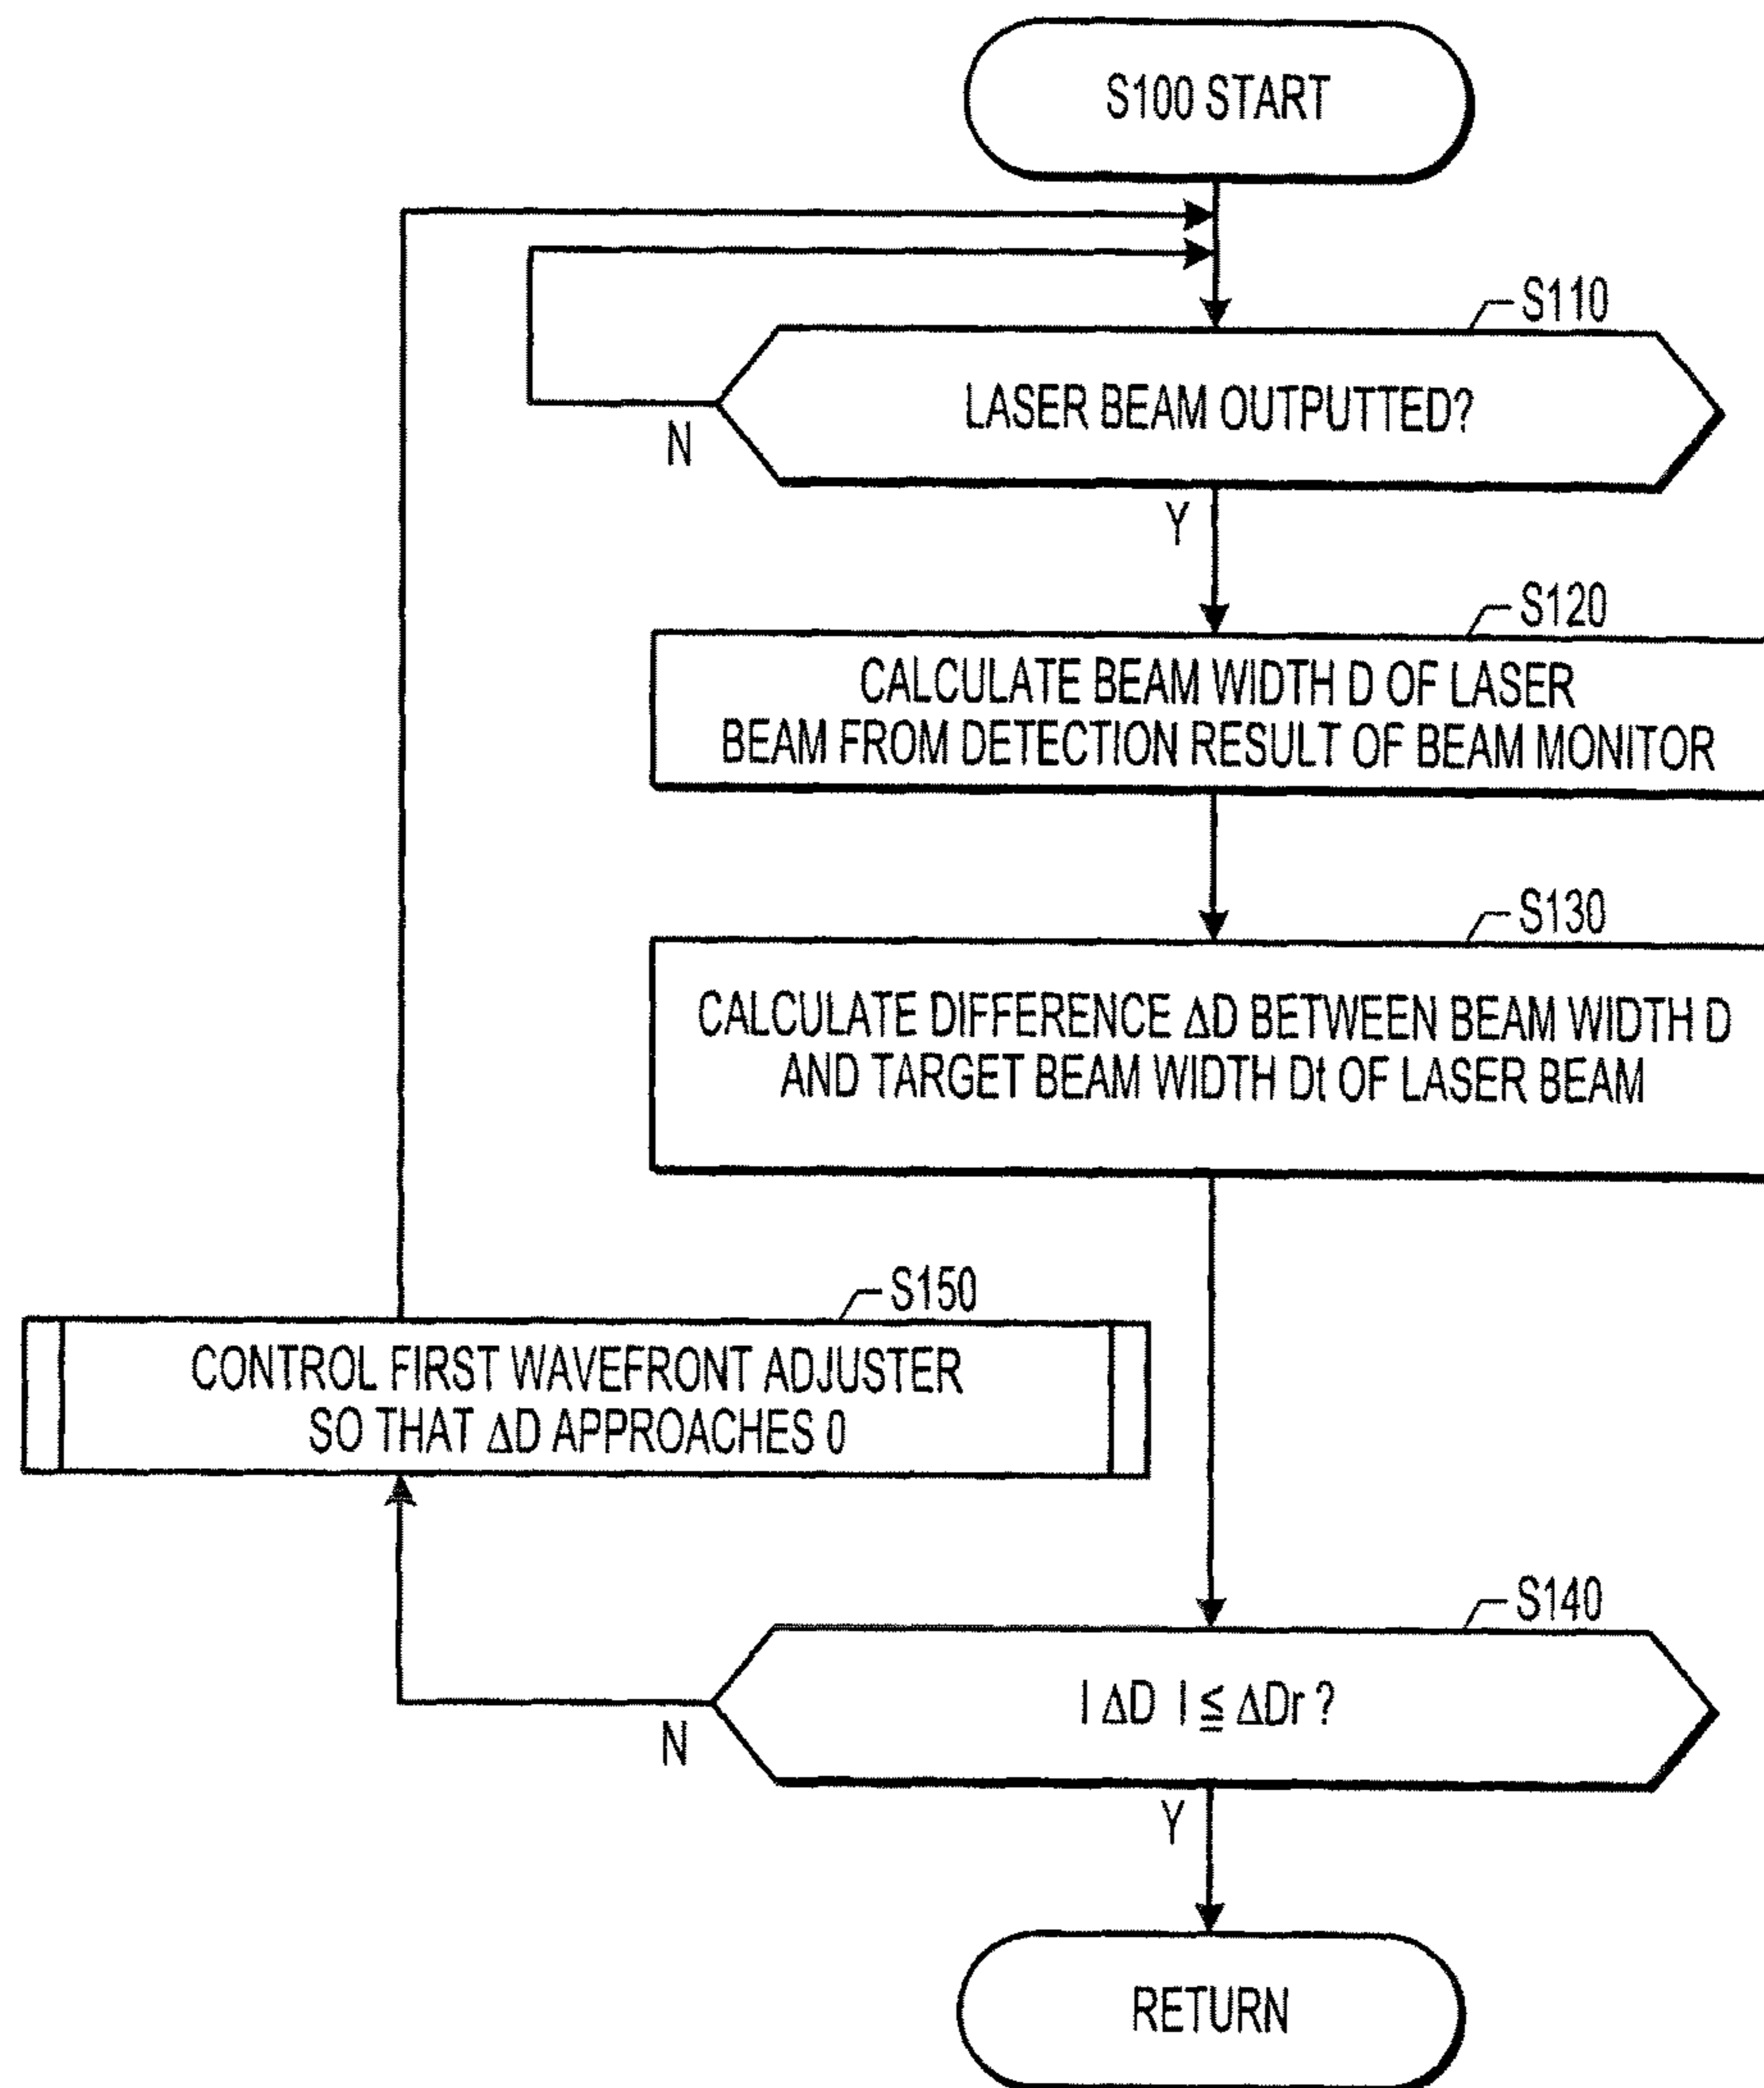 S100 START
S110
LASER BEAM OUTPUTTED?
N
Y
S120
CALCULATE BEAM WIDTH D OF LASER
BEAM FROM DETECTION RESULT OF BEAM MONITOR
S130
CALCULATE DIFFERENCE ΔD BETWEEN BEAM WIDTH D
AND TARGET BEAM WIDTH Dt OF LASER BEAM
S150
CONTROL FIRST WAVEFRONT ADJUSTER
SO THAT ΔD APPROACHES 0
S140
| ΔD | ≦ ΔDr ?
N
Y
RETURN